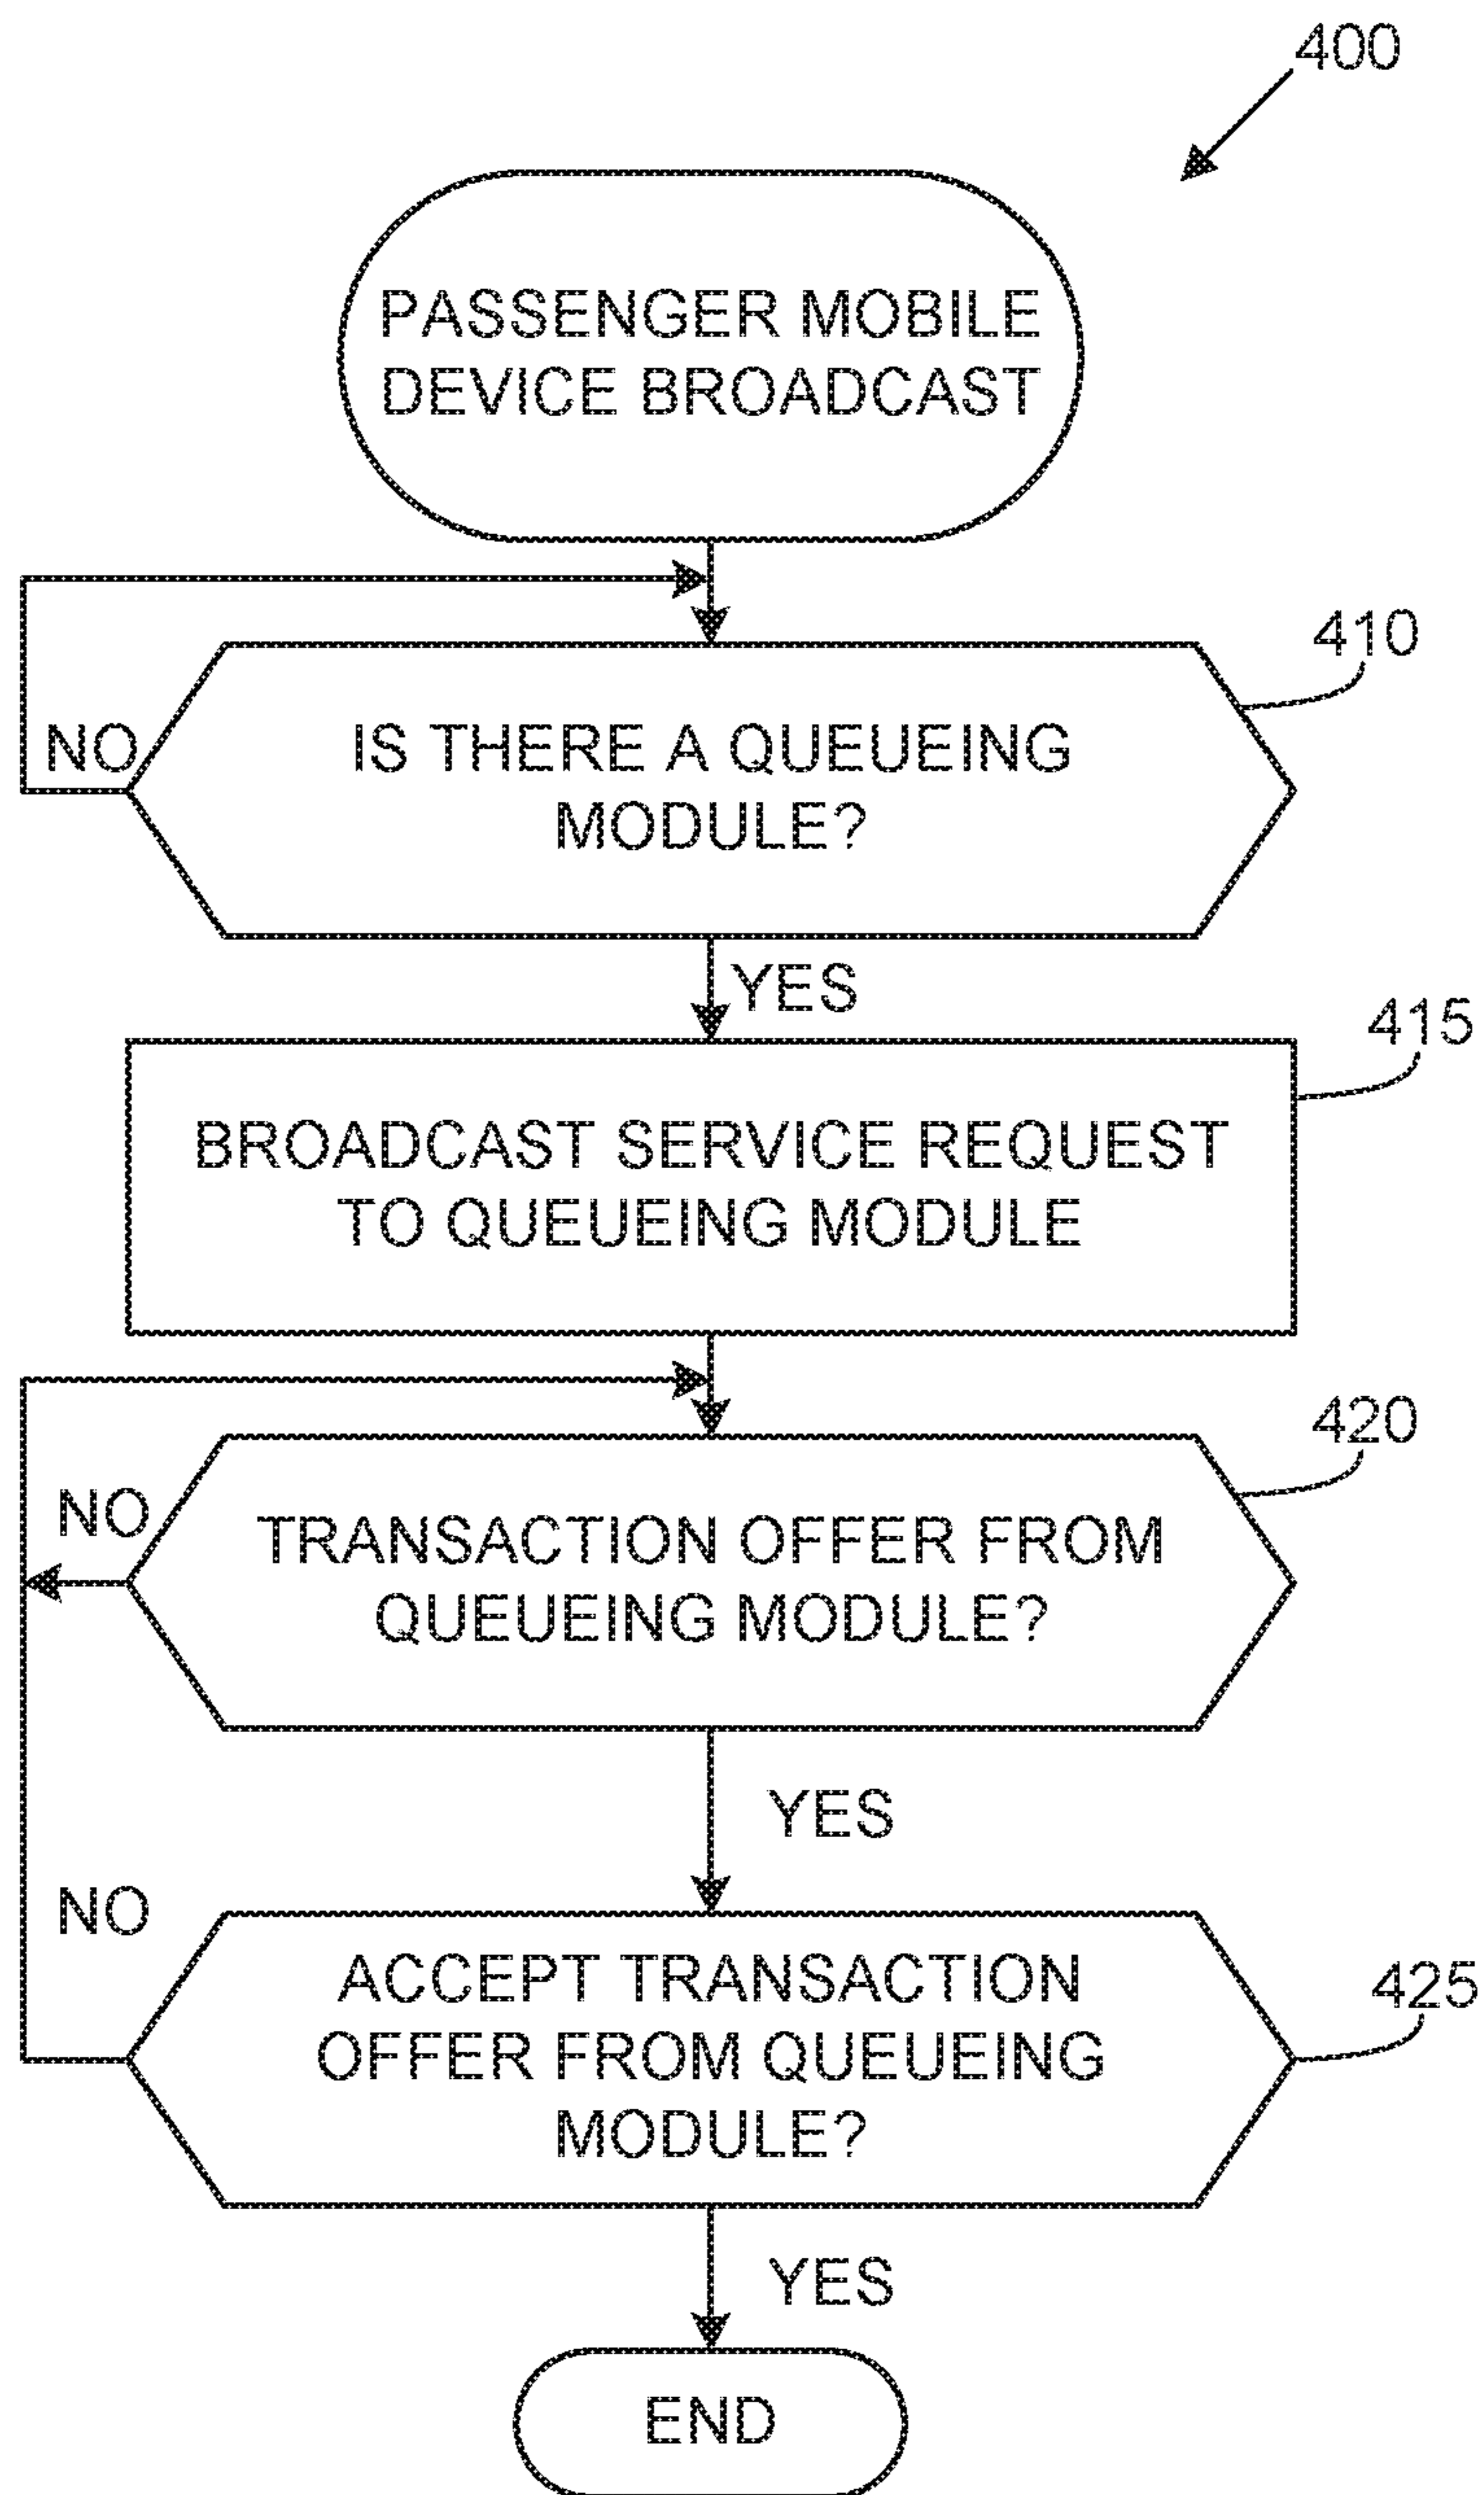 400
PASSENGER MOBILE
DEVICE BROADCAST
410
NO
IS THERE A QUEUEING
MODULE?
YES
415
BROADCAST SERVICE REQUEST
TO QUEUEING MODULE
420
NO
TRANSACTION OFFER FROM
QUEUEING MODULE?
YES
NO
425
ACCEPT TRANSACTION
OFFER FROM QUEUEING
MODULE?
YES
END